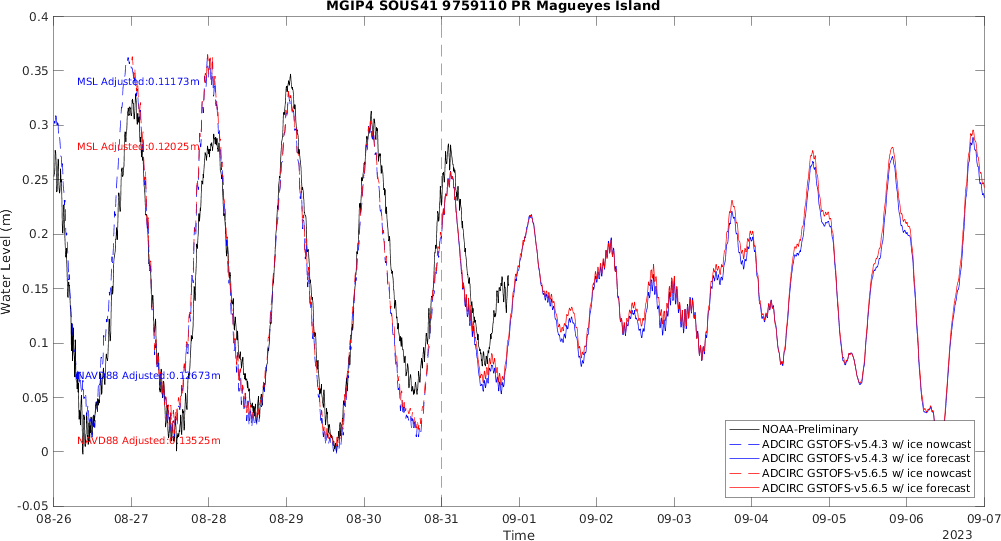 MGIP4 SOUS41 9759110 PR Magueyes Island
0.4
0.35
0.3
0.25
0.2
0.15
0.1
0.05
0
-0.05
Water Level (m)
MSL Adjusted:0.11173m
MSL Adjusted:0.12025m
NAVD88 Adjusted:0.12673m
NAVD88 Adjusted:0.13525m
NOAA-Preliminary
ADCIRC GSTOFS-v5.4.3 w/ ice nowcast
ADCIRC GSTOFS-v5.4.3 w/ ice forecast
ADCIRC GSTOFS-v5.6.5 w/ ice nowcast
ADCIRC GSTOFS-v5.6.5 w/ ice forecast
08-26 08-27 08-28 08-29 08-30 08-31 09-01 09-02 09-03 09-04 09-05 09-06 09-07
Time
2023